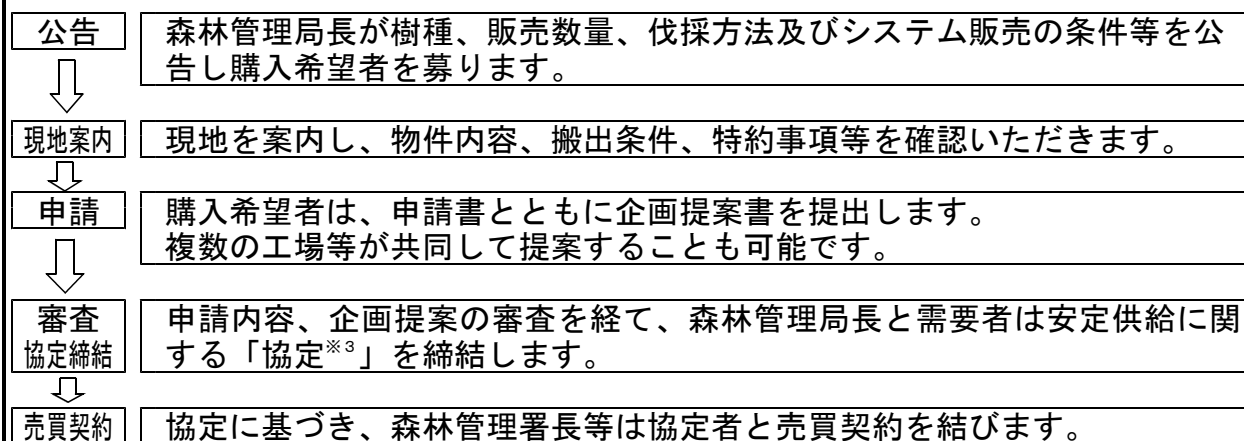 公告
森林管理局長が樹種、販売数量、伐採方法及びシステム販売の条件等を公
告し購入希望者を募ります。
現地案内
現地を案内し、物件内容、搬出条件、特約事項等を確認いただきます。
申請
購入希望者は、申請書とともに企画提案書を提出します。
複数の工場等が共同して提案することも可能です。
審査
協定締結
申請内容、企画提案の審査を経て、森林管理局長と需要者は安定供給に関
する「協定※3」を締結します。
売買契約
協定に基づき、森林管理署長等は協定者と売買契約を結びます。